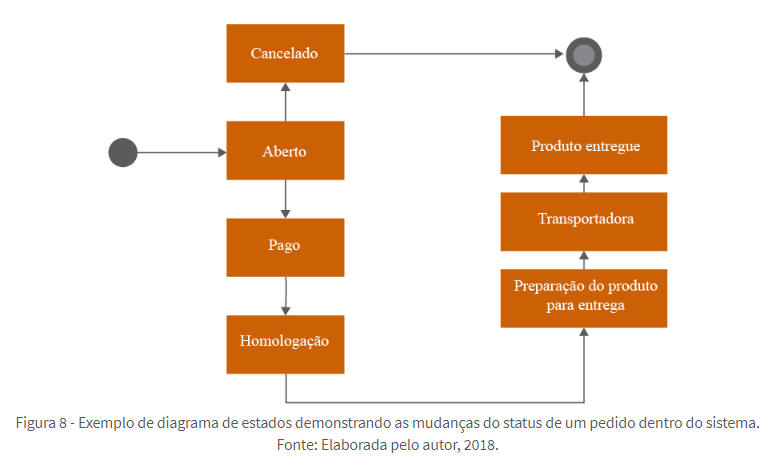 Cancelado
Aberto
Pago
Homologação
Produto entregue
Transportadora
Preparação do produto
para entrega
Figura 8 - Exemplo de diagrama de estados demonstrando as mudanças do status de um pedido dentro do sistema.
Fonte: Elaborada pelo autor, 2018.